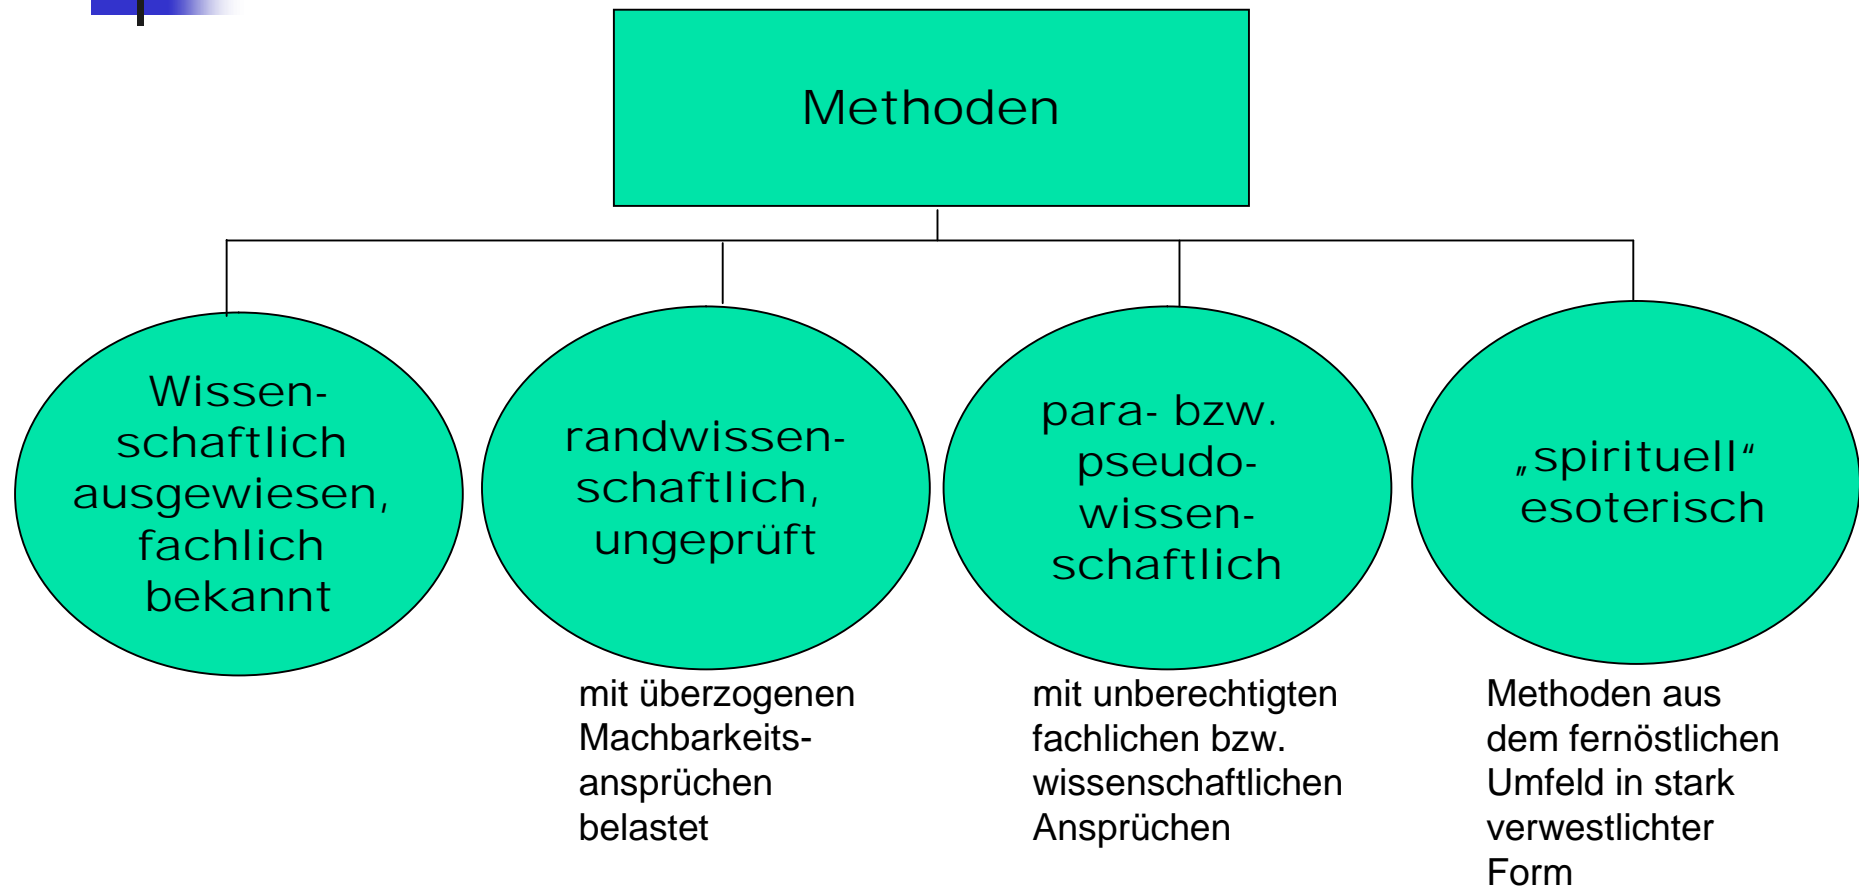 Methoden
Wissen-
schaftlich
ausgewiesen,
fachlich
bekannt
randwissen-
schaftlich,
ungeprüft
para- bzw.
pseudo-
wissen-
schaftlich
„spirituell“
esoterisch
mit überzogenen
Machbarkeits-
ansprüchen
belastet
mit unberechtigten
fachlichen bzw.
wissenschaftlichen
Ansprüchen
Methoden aus
dem fernöstlichen
Umfeld in stark
verwestlichter
Form